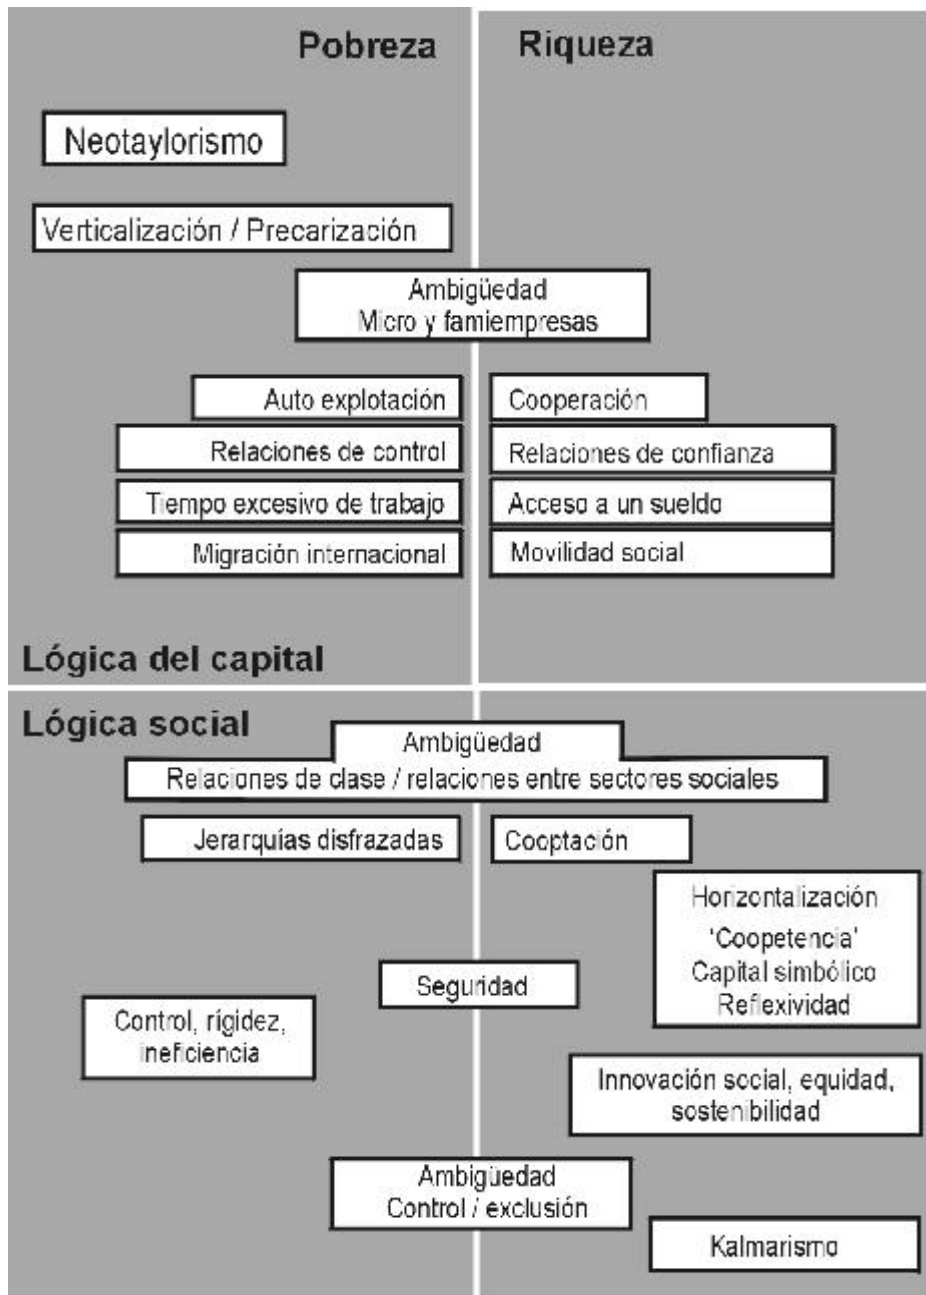 Pobreza
Riqueza
Neotaylorismo
Verticalización / Precarización
Ambigüedad
Micro y famiempresas
Auto explotación
Cooperación
Relaciones de control
Relaciones de confianza
Tiempo excesivo de trabajo
Acceso a un sueldo
Migración internacional
Movilidad social
Lógica del capital
Lógica social
Ambigüedad
Relaciones de clase / relaciones entre sectores sociales
Jerarquías disfrazadas
Cooptación
Horizontalización
‘Coopetencia’
Capital simbólico
Reflexividad
Seguridad
Control, rígidez,
ineficiencia
Innovación social, equidad,
sostenibilidad
Ambigüedad
Control / exclusión
Kalmarismo